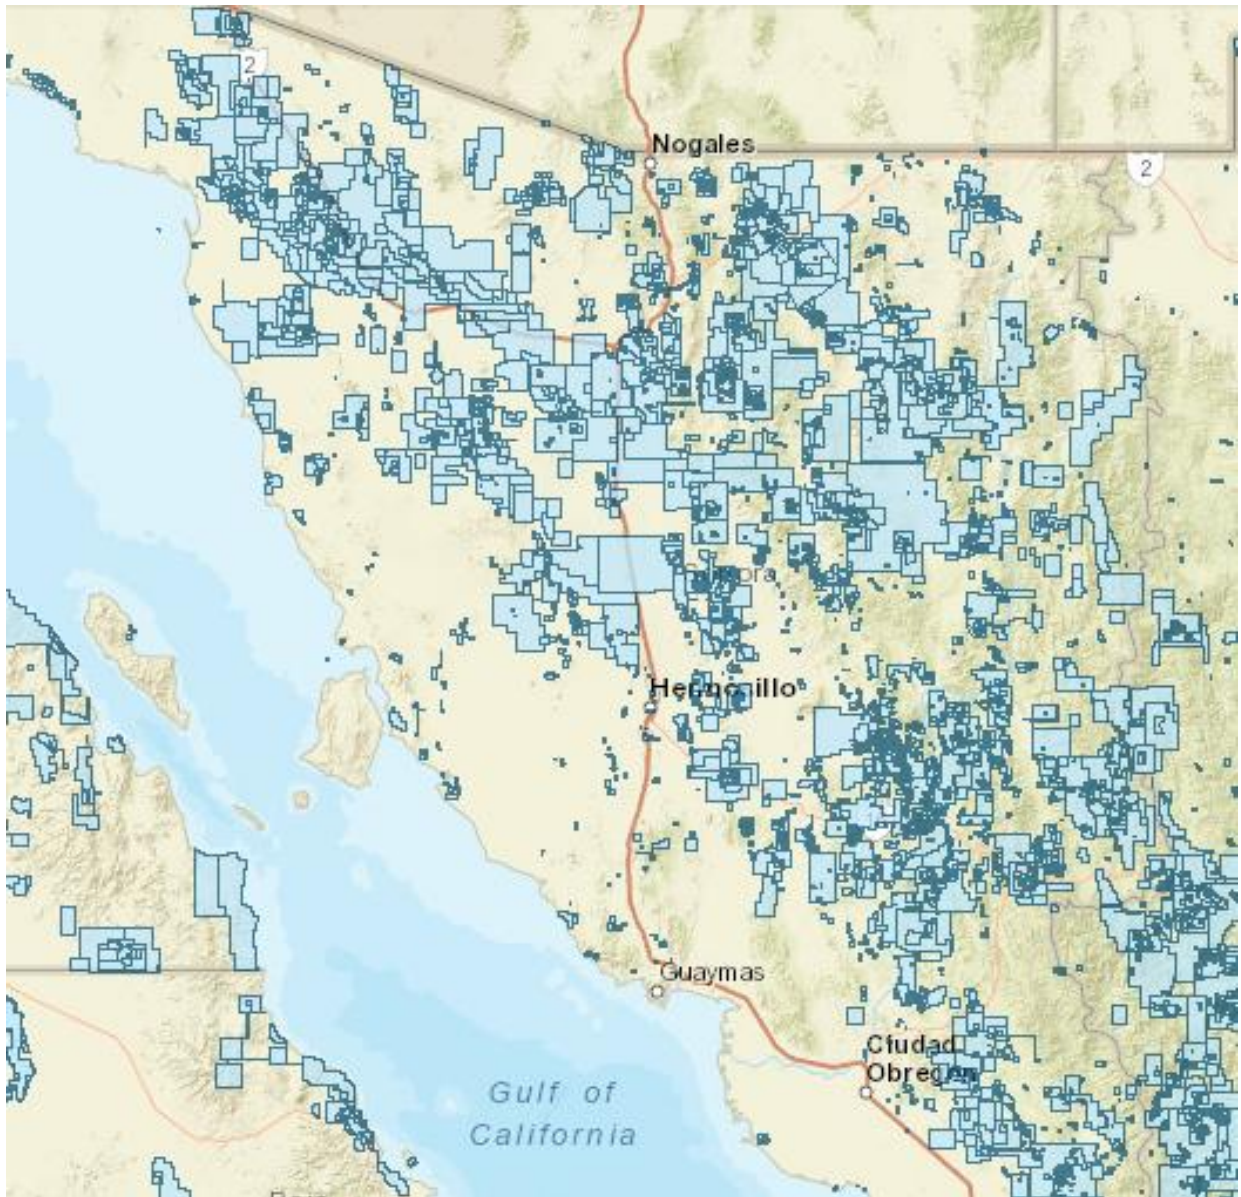 2
Nogales
2
Hermosillo
Guaymas
Ciudad
Obregon
Gulf of
California